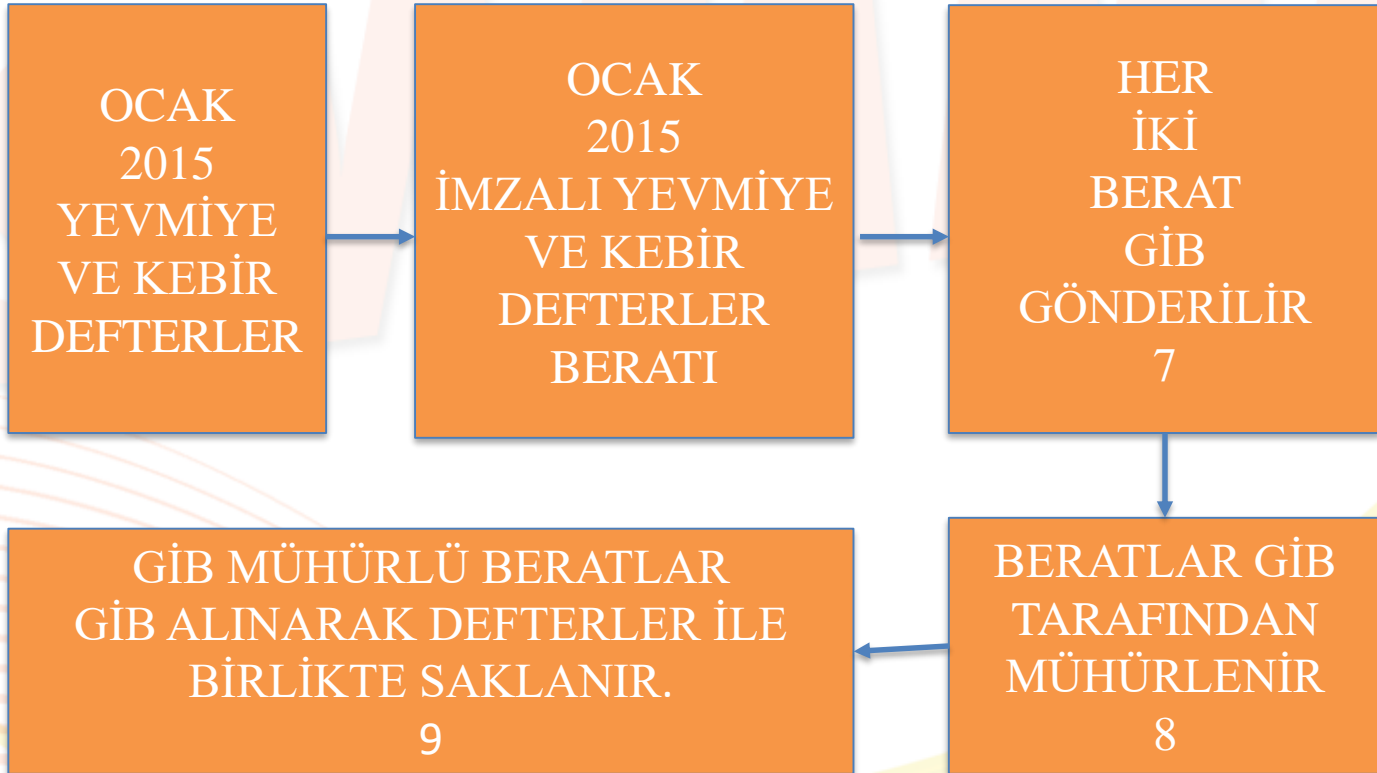 OCAK
2015
YEVMİYE
VE KEBİR
DEFTERLER
OCAK
2015
İMZALI YEVMİYE
VE KEBİR
DEFTERLER
BERATI
HER
İKİ
BERAT
GİB
GÖNDERİLİR
7
BERATLAR GİB
TARAFINDAN
MÜHÜRLENİR
8
GİB MÜHÜRLÜ BERATLAR
GİB ALINARAK DEFTERLER İLE
BİRLİKTE SAKLANIR.
9